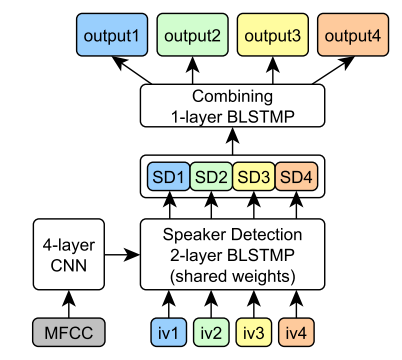 output1 output2 output3 output4
Combining
1-layer BLSTMP
SD1 SD2 SD3 SD4
4-layer
CNN
Speaker Detection
2-layer BLSTMP
(shared weights)
MFCC iv1 iv2 iv3 iv4